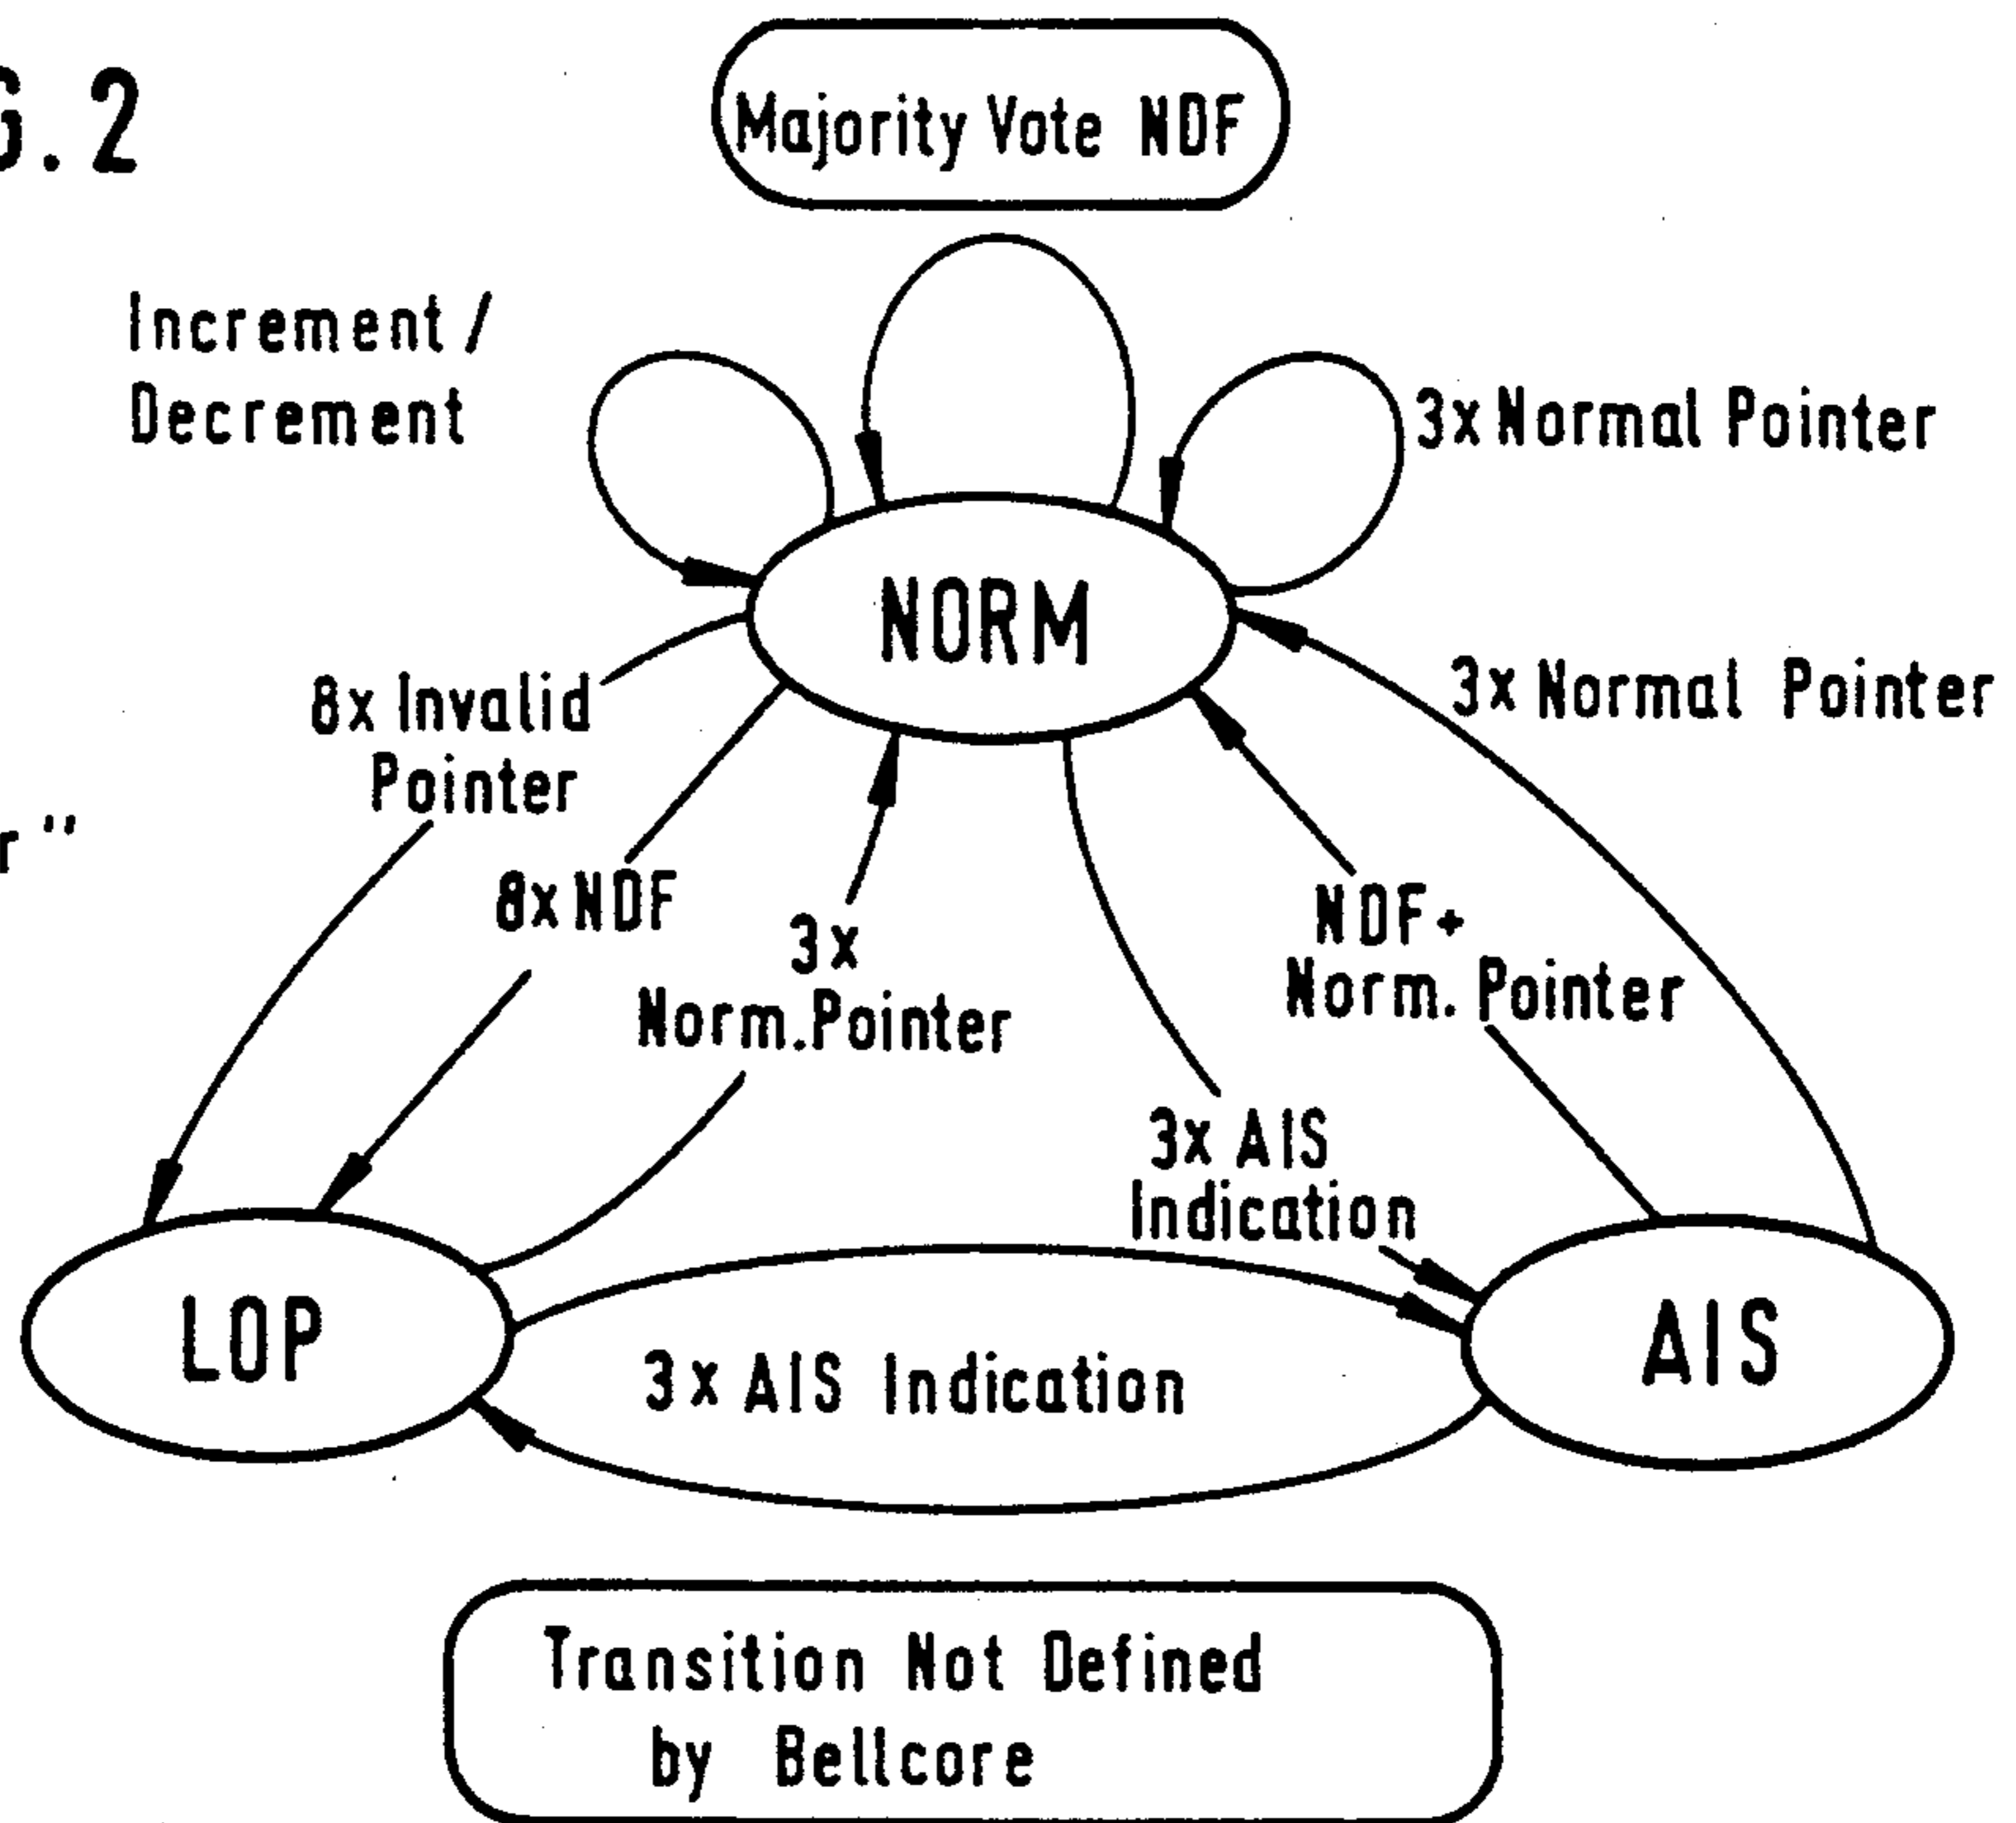 G. 2
Majority Vote NDF
Increment /
Decrement
3x Normal Pointer
NORM
8x Invalid
Pointer
3x Normal Pointer
r"
8x NDF
3x
Norm. Pointer
NDF +
Norm. Pointer
3x AIS
Indication
LOP
3x AIS Indication
AIS
Transition Not Defined
by Bellcore